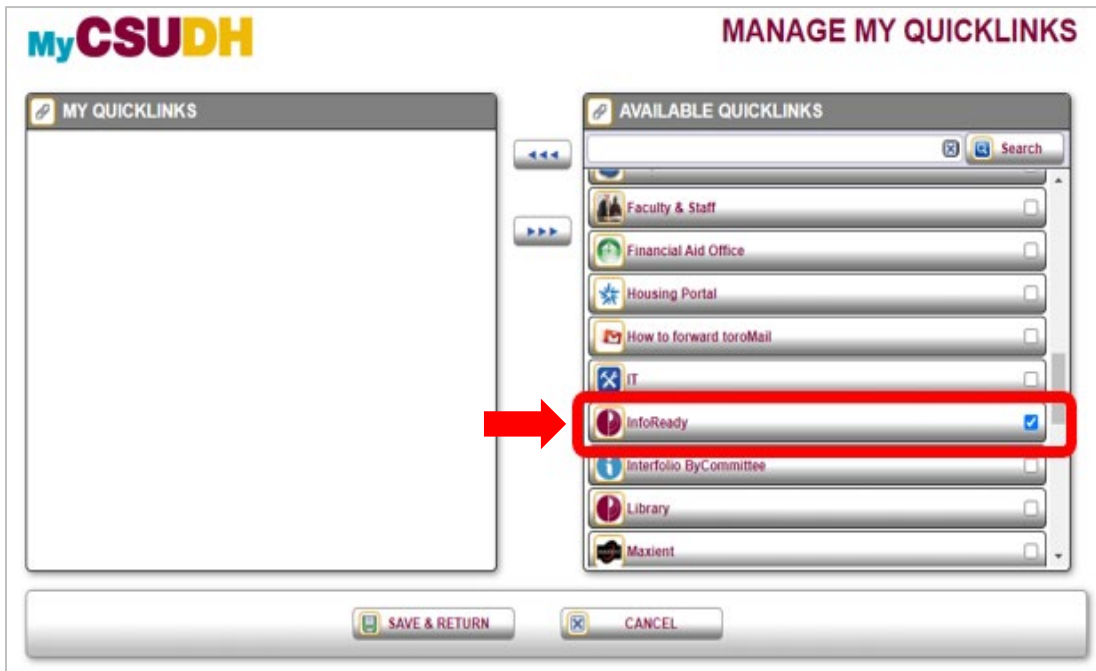 MyCSUDH
MANAGE MY QUICKLINKS
MY QUICKLINKS
AVAILABLE QUICKLINKS
Search
Faculty & Staff
Financial Aid Office
Housing Portal
How to forward toroMail
IT
InfoReady
Interfolio ByCommittee
Library
Maxient
SAVE & RETURN
CANCEL